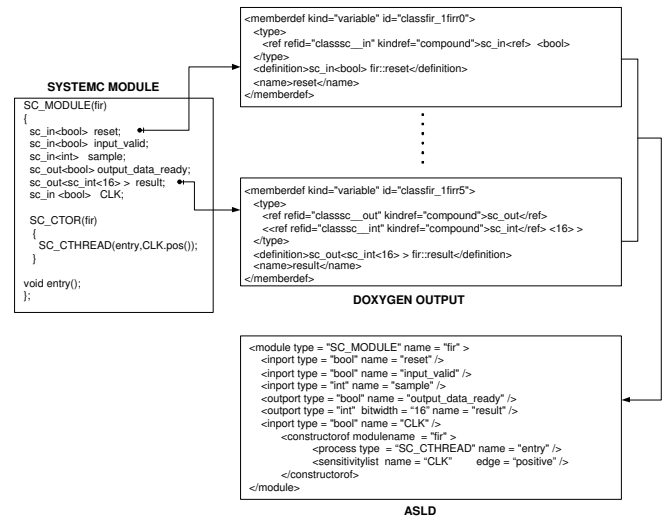 SYSTEMC MODULE
SC_MODULE(fir)
{
sc_in<bool> reset;
sc_in<bool> input_valid;
sc_in<int> sample;
sc_out<bool> output_data_ready;
sc_out<sc_int<16> > result;
sc_in <bool> CLK;
SC_CTOR(fir)
{
SC_CTHREAD(entry,CLK.pos());
}
void entry();
};
<memberdef kind="variable" id="classfir_1firr0">
<type>
<ref refid="classsc__in" kindref="compound">sc_in<ref> <bool>
</type>
<definition>sc_in<bool> fir::reset</definition>
<name>reset</name>
</memberdef>
<memberdef kind="variable" id="classfir_1firr5">
<type>
<ref refid="classsc__out" kindref="compound">sc_out</ref>
<<ref refid="classsc__int" kindref="compound">sc_int</ref> <16> >
</type>
<definition>sc_out<sc_int<16> > fir::result</definition>
<name>result</name>
</memberdef>
DOXYGEN OUTPUT
<module type = "SC_MODULE" name = "fir" >
<inport type = "bool" name = "reset" />
<inport type = "bool" name = "input_valid" />
<inport type = "int" name = "sample" />
<outport type = "bool" name = "output_data_ready" />
<outport type = "int" bitwidth = “16” name = "result" />
<inport type = "bool" name = "CLK" />
<constructorof modulename = "fir" >
<process type = “SC_CTHREAD” name = "entry" />
<sensitivitylist name = “CLK” edge = “positive” />
</constructorof>
</module>
ASLD